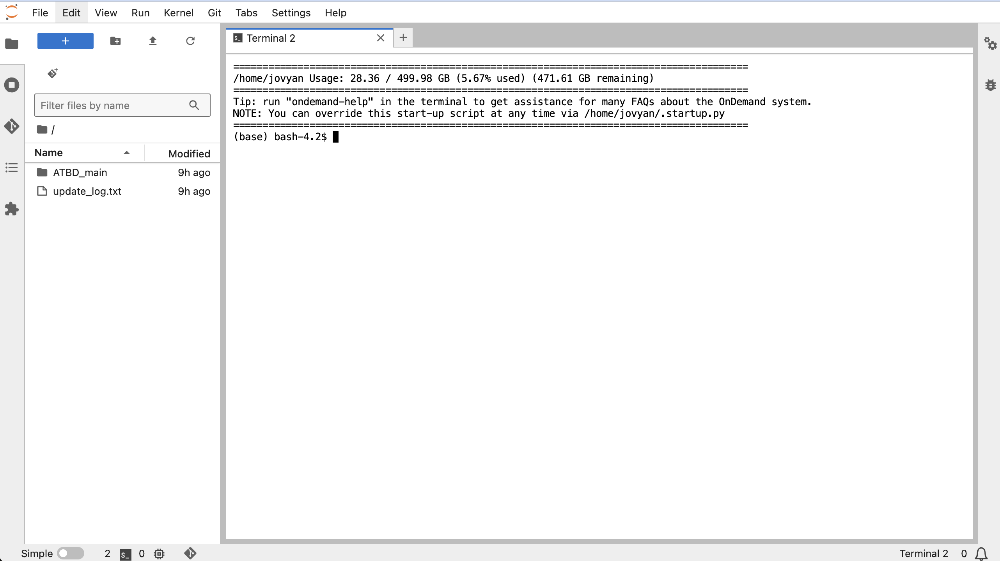 File Edit View Run Kernel Git Tabs Settings Help
+
Filter files by name
/
Name Modified
ATBD_main 9h ago
update_log.txt 9h ago
$_ Terminal 2 +
========================================================================================
/home/jovyan Usage: 28.36 / 499.98 GB (5.67% used) (471.61 GB remaining)
========================================================================================
Tip: run "ondemand-help" in the terminal to get assistance for many FAQs about the OnDemand system.
NOTE: You can override this start-up script at any time via /home/jovyan/.startup.py
========================================================================================
(base) bash-4.2$
Simple 2 $_ 0 Terminal 2 0